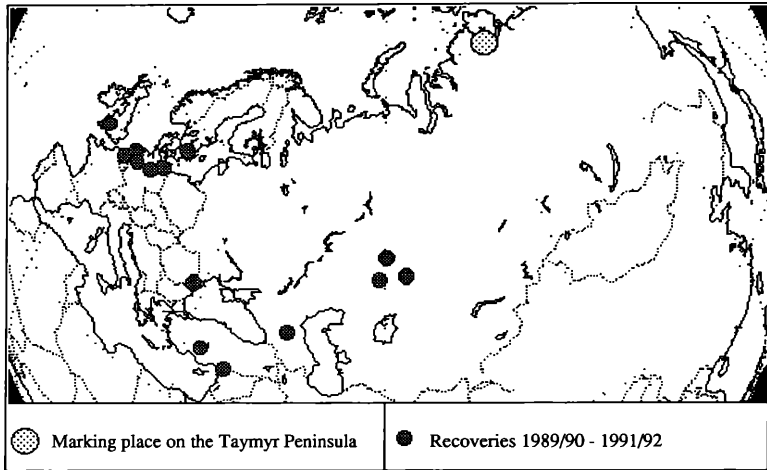 Marking place on the Taymyr Peninsula
Recoveries 1989/90 - 1991/92